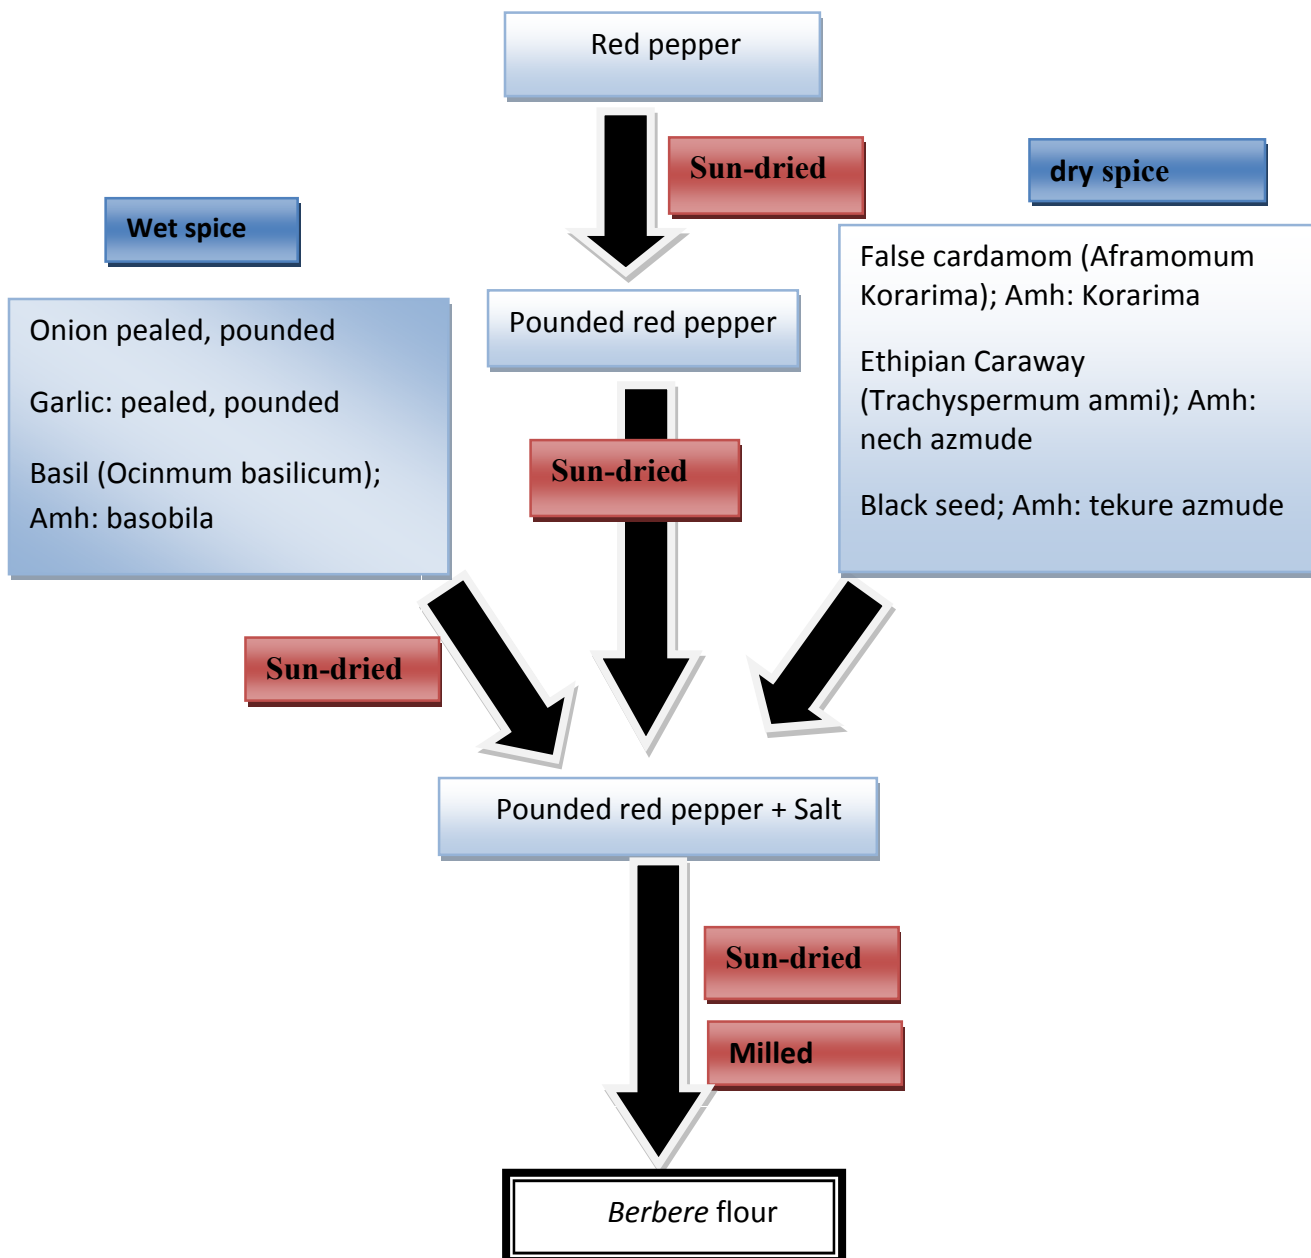 Red pepper
Sun-dried
dry spice
Wet spice
False cardamom (Aframomum
Korarima); Amh: Korarima
Ethipian Caraway
(Trachyspermum ammi); Amh:
nech azmude
Black seed; Amh: tekure azmude
Onion pealed, pounded
Garlic: pealed, pounded
Basil (Ocinmum basilicum);
Amh: basobila
Pounded red pepper
Sun-dried
Sun-dried
Pounded red pepper + Salt
Sun-dried
Milled
Berbere flour